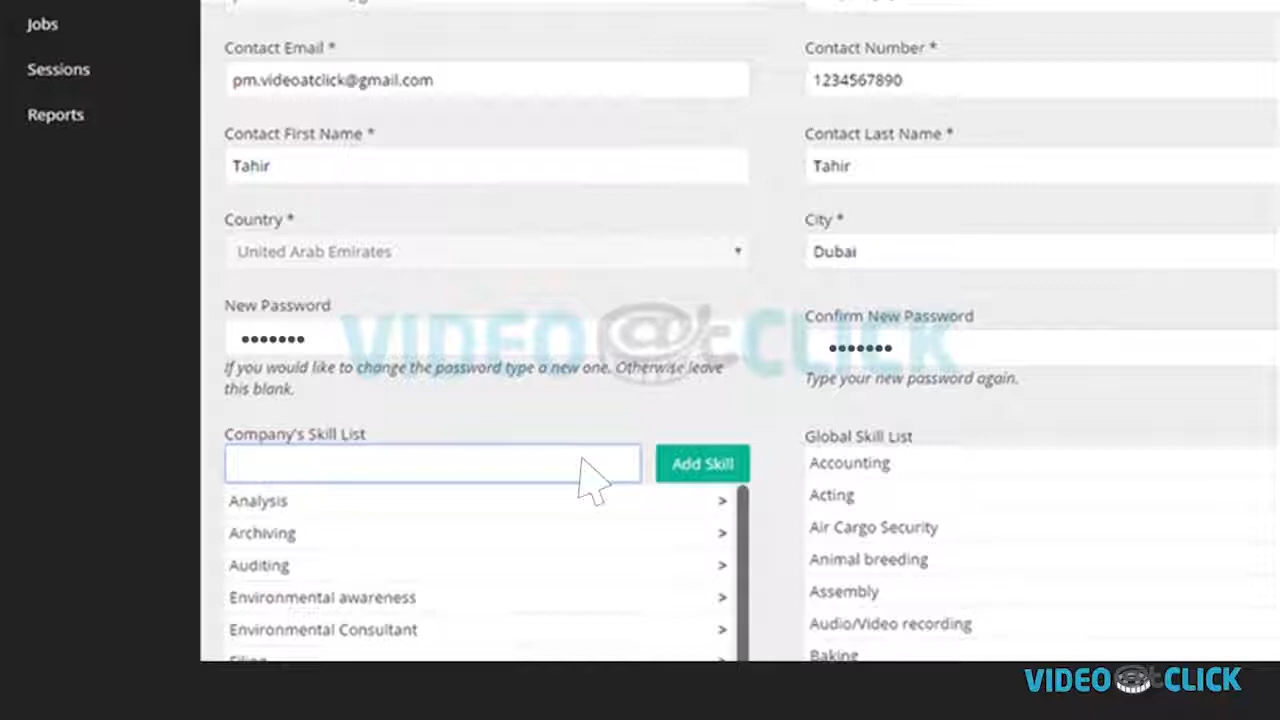 Jobs
Sessions
Reports
Contact Email *
Contact Number *
pm.videoatclick@gmail.com
1234567890
Contact First Name *
Contact Last Name *
Tahir
Tahir
Country *
City *
United Arab Emirates
Dubai
New Password
Confirm New Password
•••••••
•••••••
If you would like to change the password type a new one. Otherwise leave
this blank.
Type your new password again.
VIDEO@tCLICK
Company's Skill List
Global Skill List
Add Skill
Accounting
Analysis >
Acting
Archiving >
Air Cargo Security
Auditing >
Animal breeding
Environmental awareness >
Assembly
Environmental Consultant >
Audio/Video recording
Filing
Baking
VIDEO@tCLICK